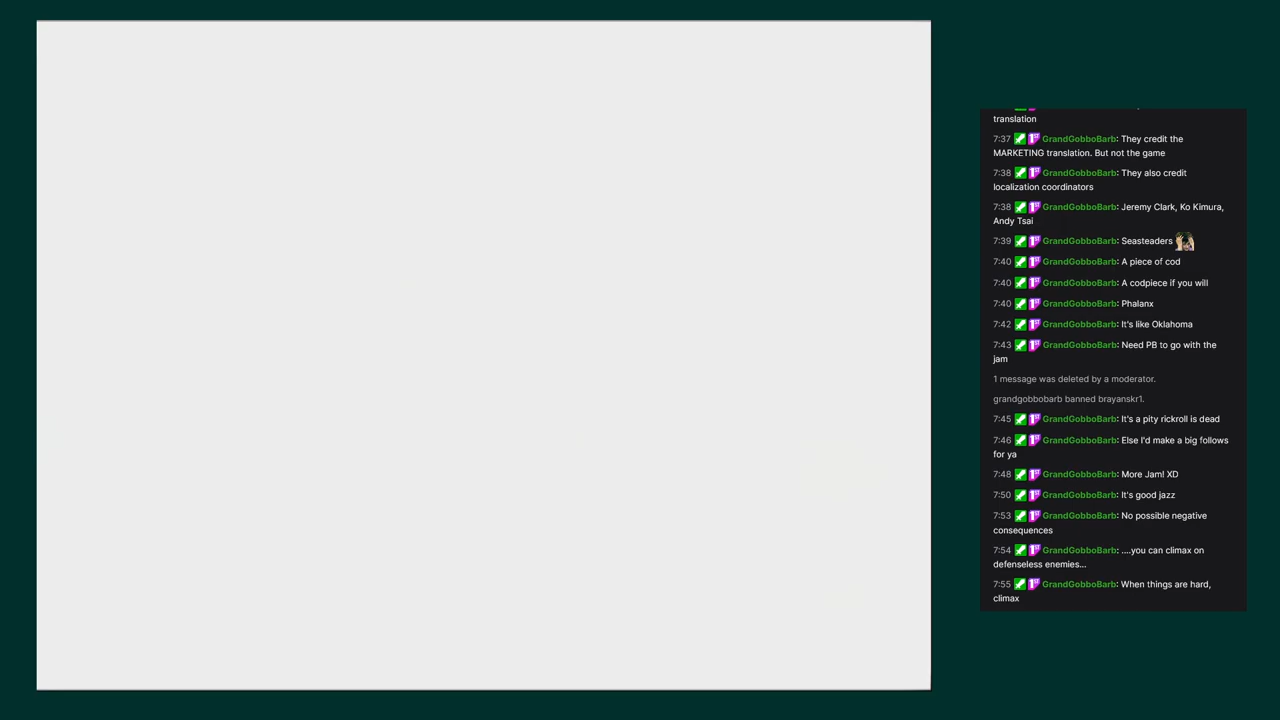 translation
7:37 GrandGobboBarb: They credit the
MARKETING translation. But not the game
7:38 GrandGobboBarb: They also credit
localization coordinators
7:38 GrandGobboBarb: Jeremy Clark, Ko Kimura,
Andy Tsai
7:39 GrandGobboBarb: Seasteaders
7:40 GrandGobboBarb: A piece of cod
7:40 GrandGobboBarb: A codpiece if you will
7:40 GrandGobboBarb: Phalanx
7:42 GrandGobboBarb: It's like Oklahoma
7:43 GrandGobboBarb: Need PB to go with the
jam
1 message was deleted by a moderator.
grandgobbobarb banned brayanskr1.
7:45 GrandGobboBarb: It's a pity rickroll is dead
7:46 GrandGobboBarb: Else I'd make a big follows
for ya
7:48 GrandGobboBarb: More Jam! XD
7:50 GrandGobboBarb: It's good jazz
7:53 GrandGobboBarb: No possible negative
consequences
7:54 GrandGobboBarb: ....you can climax on
defenseless enemies...
7:55 GrandGobboBarb: When things are hard,
climax